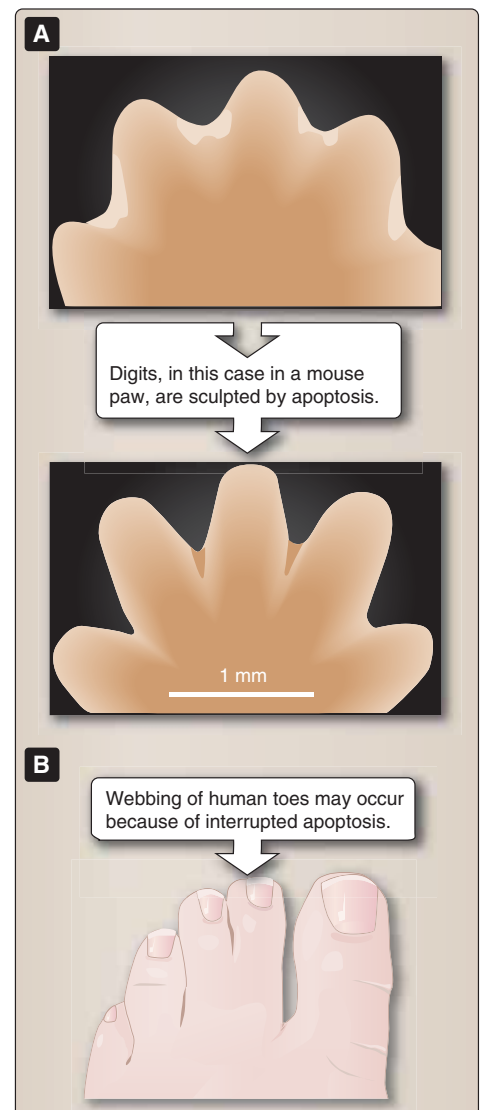 A
Digits, in this case in a mouse
paw, are sculpted by apoptosis.
1 mm
B
Webbing of human toes may occur
because of interrupted apoptosis.